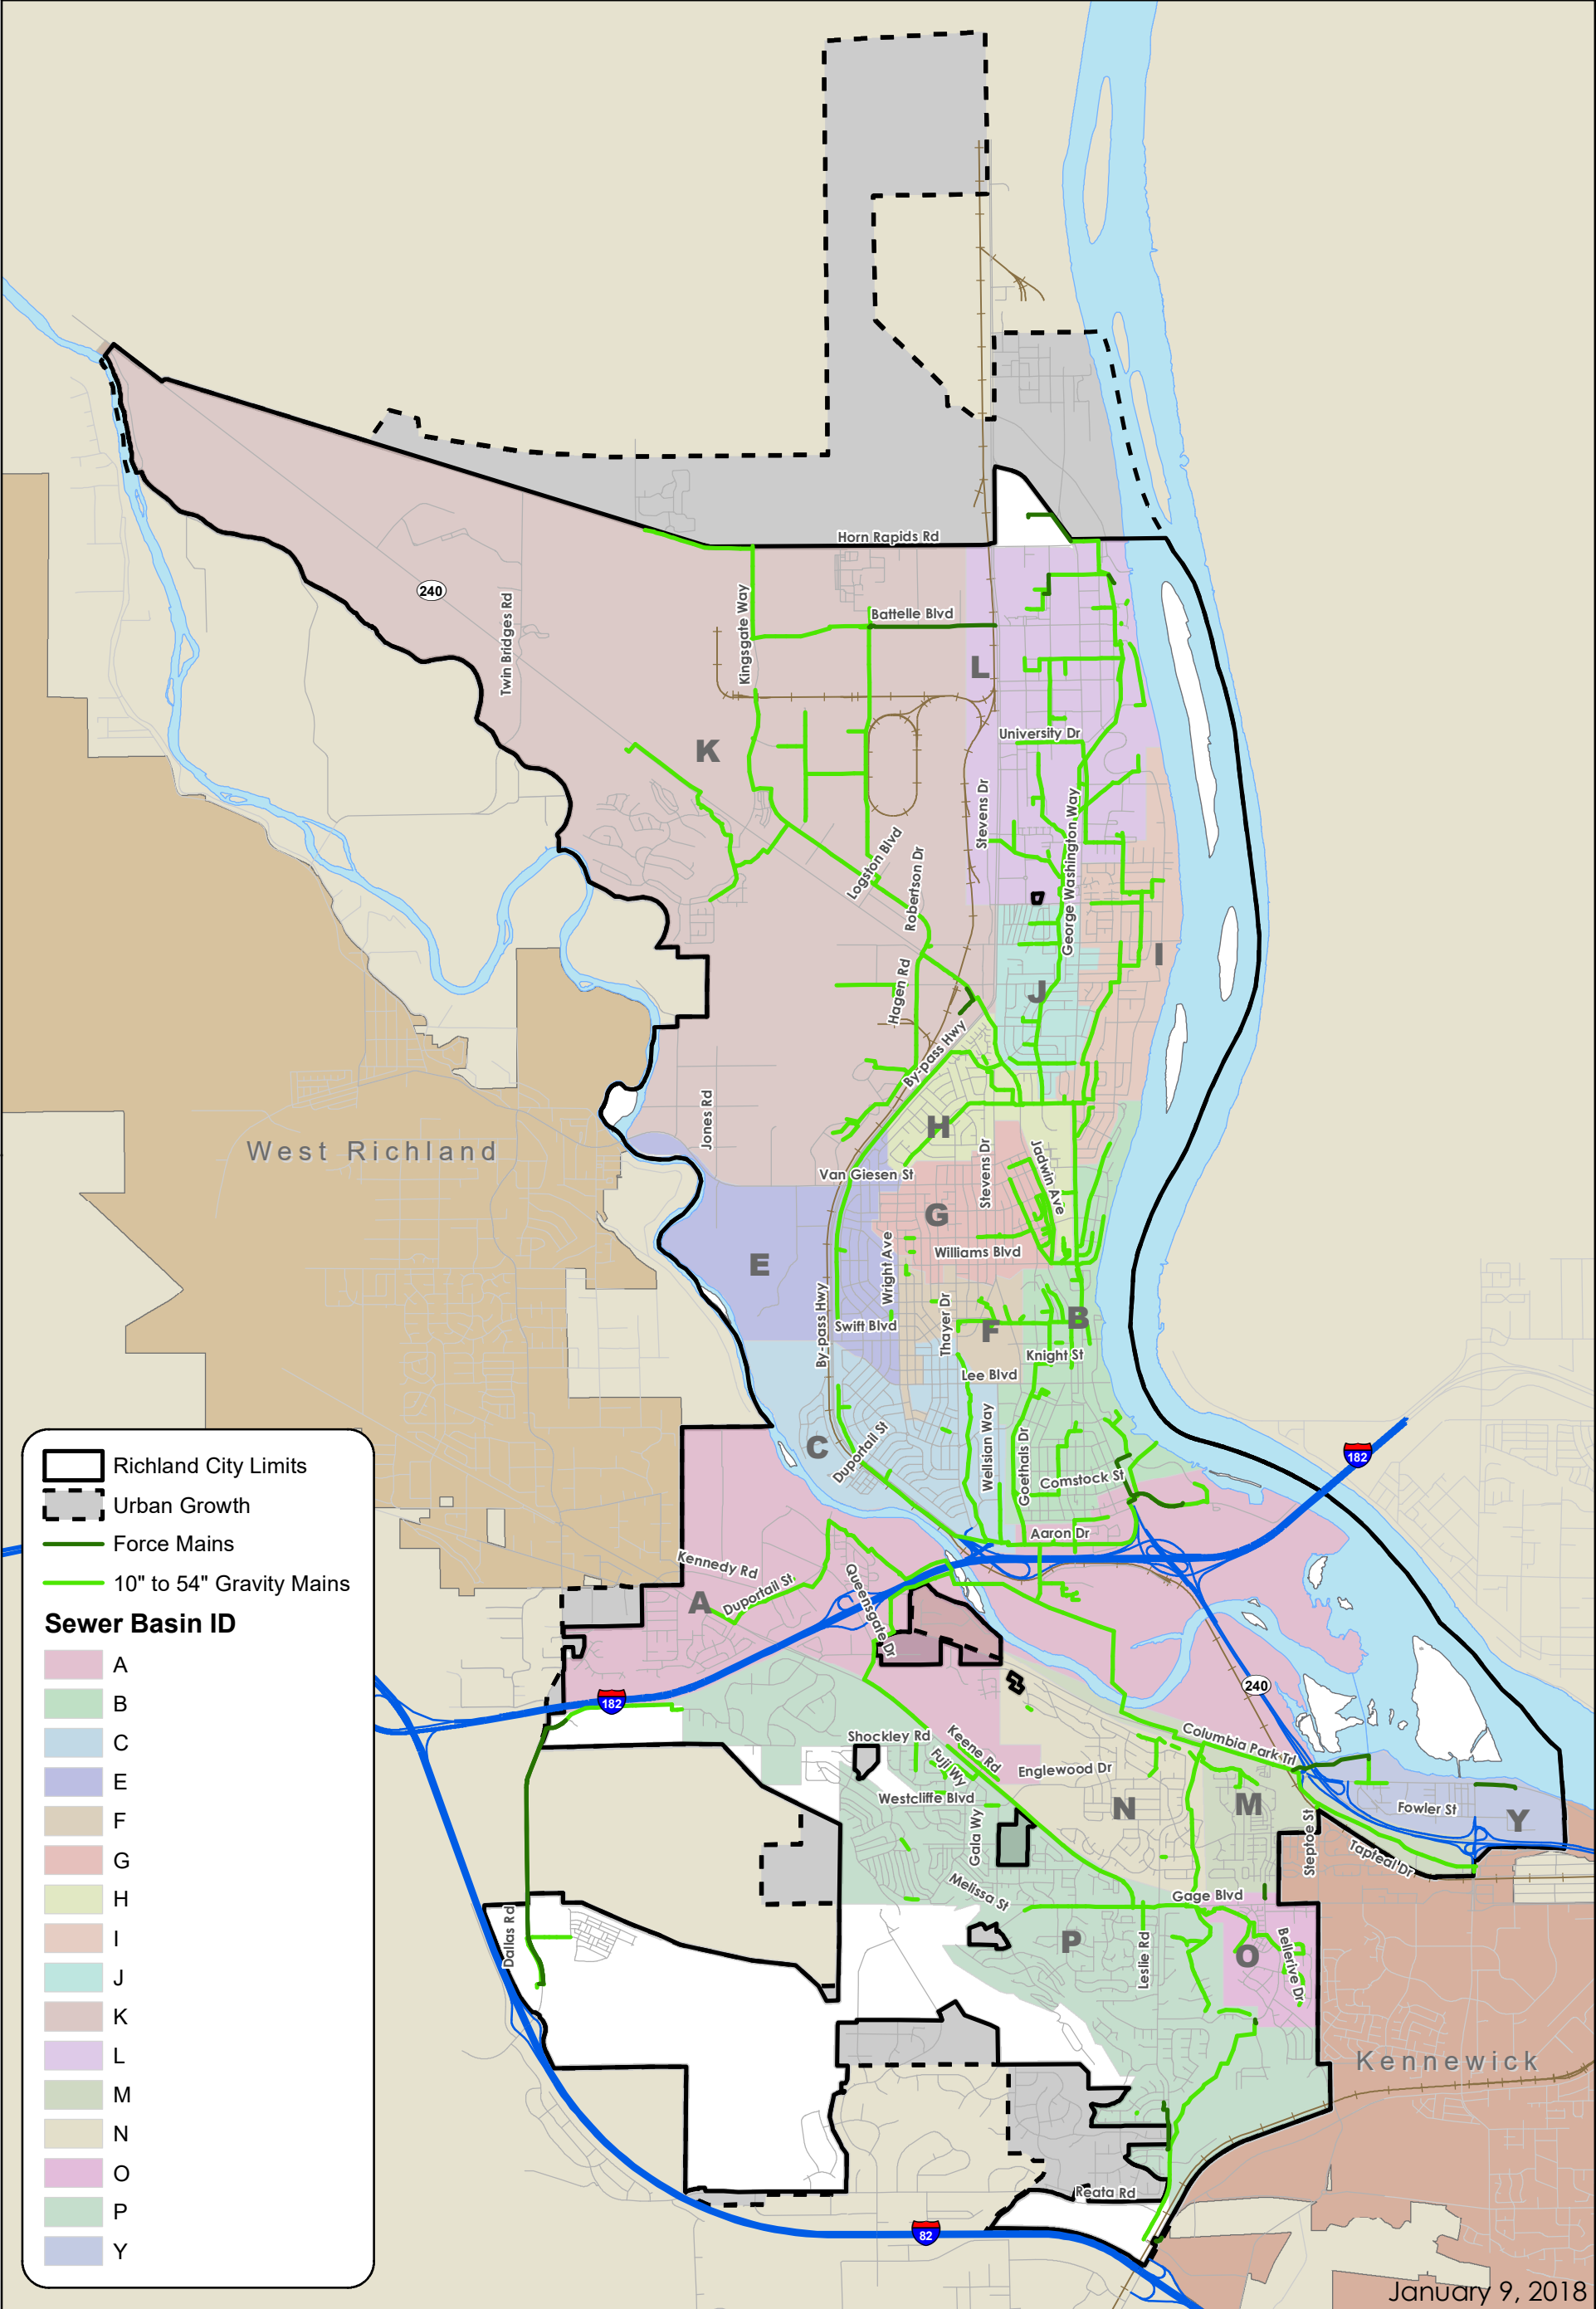 Horn Rapids Rd
240
Twin Bridges Rd
Kingsgate Way
Battelle Blvd
L
K
University Dr
Stevens Dr
George Washington Way
Logston Blvd
Robertson Dr
I
J
Hagen Rd
By-pass Hwy
Jones Rd
H
West Richland
Van Giesen St
Stevens Dr
Jadwin Ave
G
Williams Blvd
Wright Ave
E
By-pass Hwy
Swift Blvd
Thayer Dr
F
B
Knight St
Lee Blvd
C
Duportail St
Wellsian Way
Goethals Dr
Comstock St
182
Aaron Dr
Kennedy Rd
Duportail St
A
Queensgate Dr
182
240
Shockley Rd
Keene Rd
Fuji Wy
Columbia Park Trl
Englewood Dr
Westcliffe Blvd
N
M
Fowler St
Y
Gala Wy
Steptoe St
Tapteal Dr
Melissa St
Gage Blvd
Dallas Rd
P
Leslie Rd
O
Bellerive Dr
Kennewick
Reata Rd
82
Richland City Limits
Urban Growth
Force Mains
10" to 54" Gravity Mains
Sewer Basin ID
A
B
C
E
F
G
H
I
J
K
L
M
N
O
P
Y
January 9, 2018